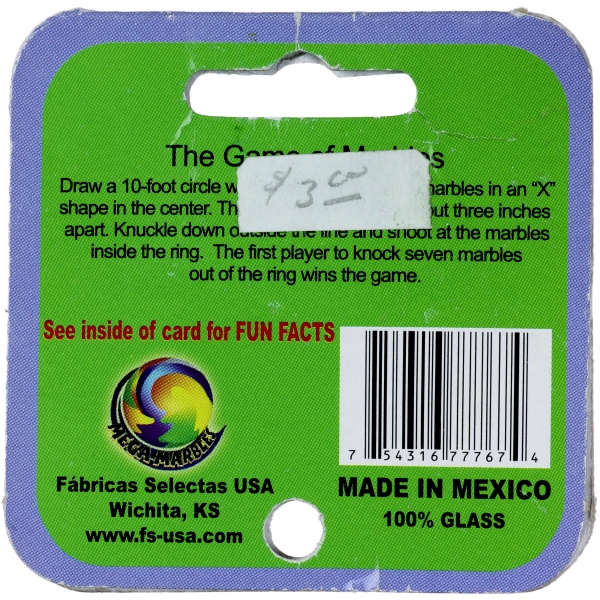 The Game of Marbles
$3.00
Draw a 10-foot circle marbles in an “X”
shape in the center. three inches
apart. Knuckle down outside the line and shoot at the marbles
inside the ring. The first player to knock seven marbles
out of the ring wins the game.
See inside of card for FUN FACTS
MEGA-MARBLES
Fábricas Selectas USA
Wichita, KS
www.fs-usa.com
7 54316 77767 4
MADE IN MEXICO
100% GLASS